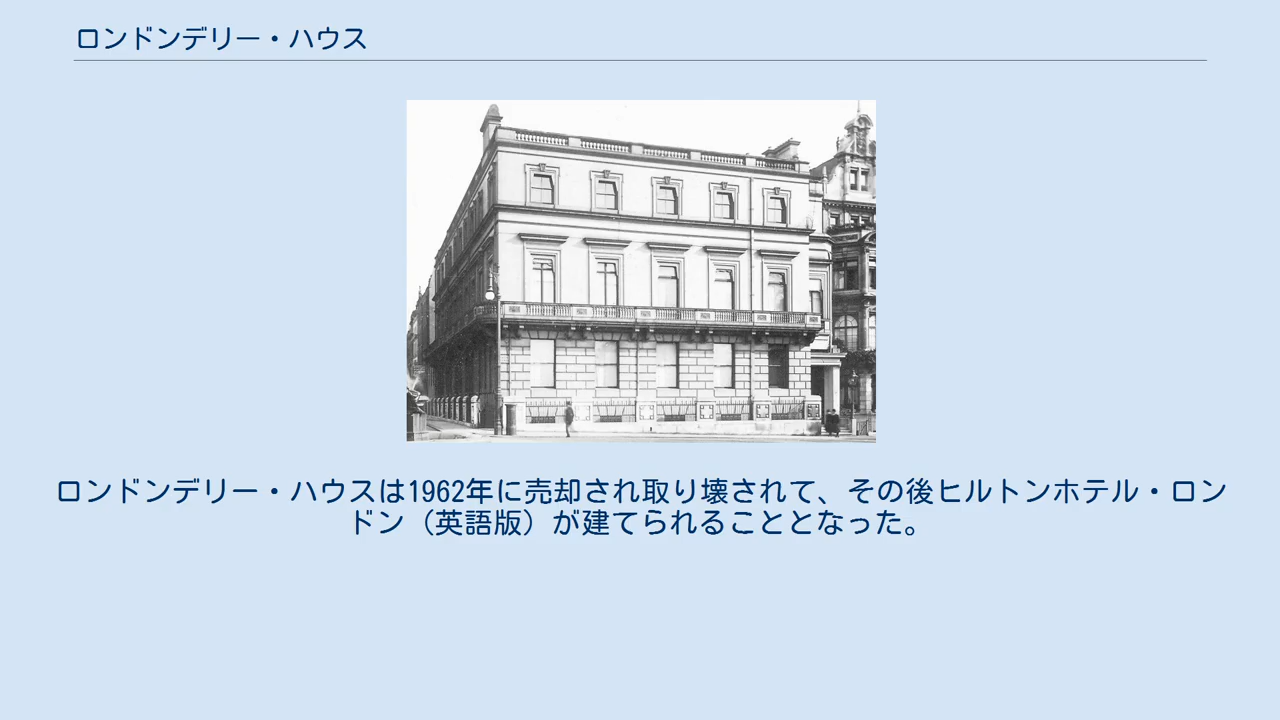 ロンドンデリー・ハウス
ロンドンデリー・ハウスは1962年に売却され取り壊されて、その後ヒルトンホテル・ロン
ドン（英語版）が建てられることとなった。